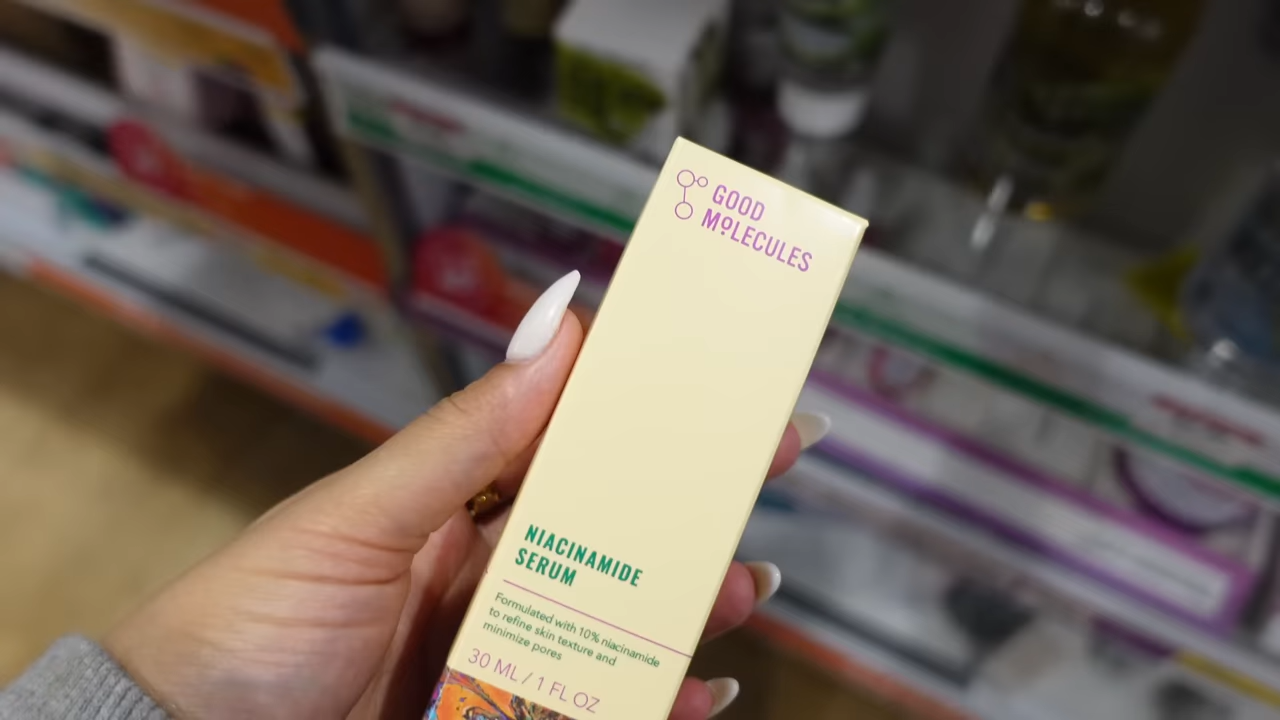 GOOD
MOLECULES
NIACINAMIDE
SERUM
Formulated with 10% niacinamide
to refine skin texture and
minimize pores
30 ML / 1 FL OZ